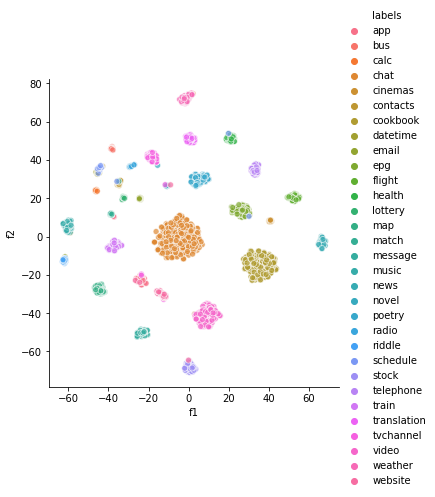 labels
app
bus
calc
chat
cinemas
contacts
cookbook
datetime
email
epg
flight
health
lottery
map
match
message
music
news
novel
poetry
radio
riddle
schedule
stock
telephone
train
translation
tvchannel
video
weather
website
80
60
40
20
0
−20
−40
−60
f2
−60 −40 −20 0 20 40 60
f1